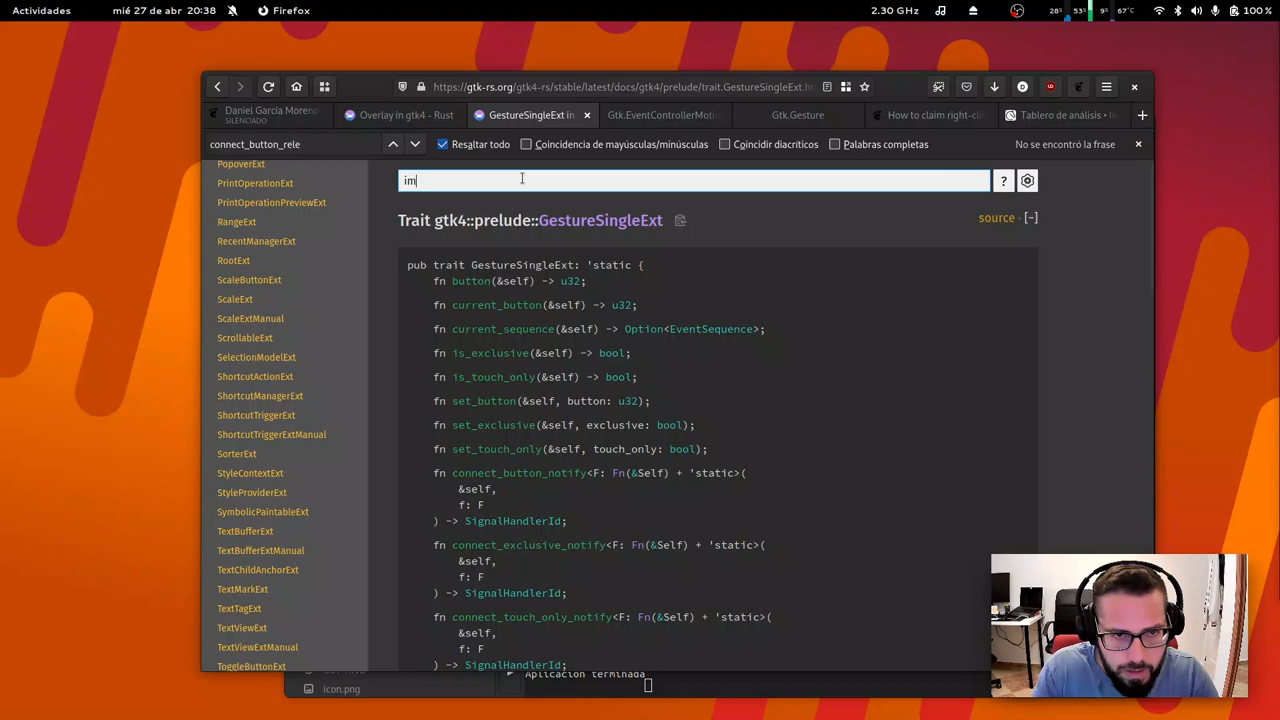 Actividades
mié 27 de abr 20:38
Firefox
2.30 GHz
28%
53%
9%
67°C
100 %
https://gtk-rs.org/gtk4-rs/stable/latest/docs/gtk4/prelude/trait.GestureSingleExt.h
Daniel García Moreno
SILENCIADO
Overlay in gtk4 - Rust
GestureSingleExt in
Gtk.EventControllerMoti
Gtk.Gesture
How to claim right-cli
Tablero de análisis • li
connect_button_rele
Resaltar todo
Coincidencia de mayúsculas/minúsculas
Coincidir diacríticos
Palabras completas
No se encontró la frase
im
?
PopoverExt
PrintOperationExt
PrintOperationPreviewExt
RangeExt
RecentManagerExt
RootExt
ScaleButtonExt
ScaleExt
ScaleExtManual
ScrollableExt
SelectionModelExt
ShortcutActionExt
ShortcutManagerExt
ShortcutTriggerExt
ShortcutTriggerExtManual
SorterExt
StyleContextExt
StyleProviderExt
SymbolicPaintableExt
TextBufferExt
TextBufferExtManual
TextChildAnchorExt
TextMarkExt
TextTagExt
TextViewExt
TextViewExtManual
ToggleButtonExt
Trait gtk4::prelude::GestureSingleExt
source · [-]
pub trait GestureSingleExt: 'static {
fn button(&self) -> u32;
fn current_button(&self) -> u32;
fn current_sequence(&self) -> Option<EventSequence>;
fn is_exclusive(&self) -> bool;
fn is_touch_only(&self) -> bool;
fn set_button(&self, button: u32);
fn set_exclusive(&self, exclusive: bool);
fn set_touch_only(&self, touch_only: bool);
fn connect_button_notify<F: Fn(&Self) + 'static>(
&self,
f: F
) -> SignalHandlerId;
fn connect_exclusive_notify<F: Fn(&Self) + 'static>(
&self,
f: F
) -> SignalHandlerId;
fn connect_touch_only_notify<F: Fn(&Self) + 'static>(
&self,
f: F
) -> SignalHandlerId;
icon.png
Aplicación terminada